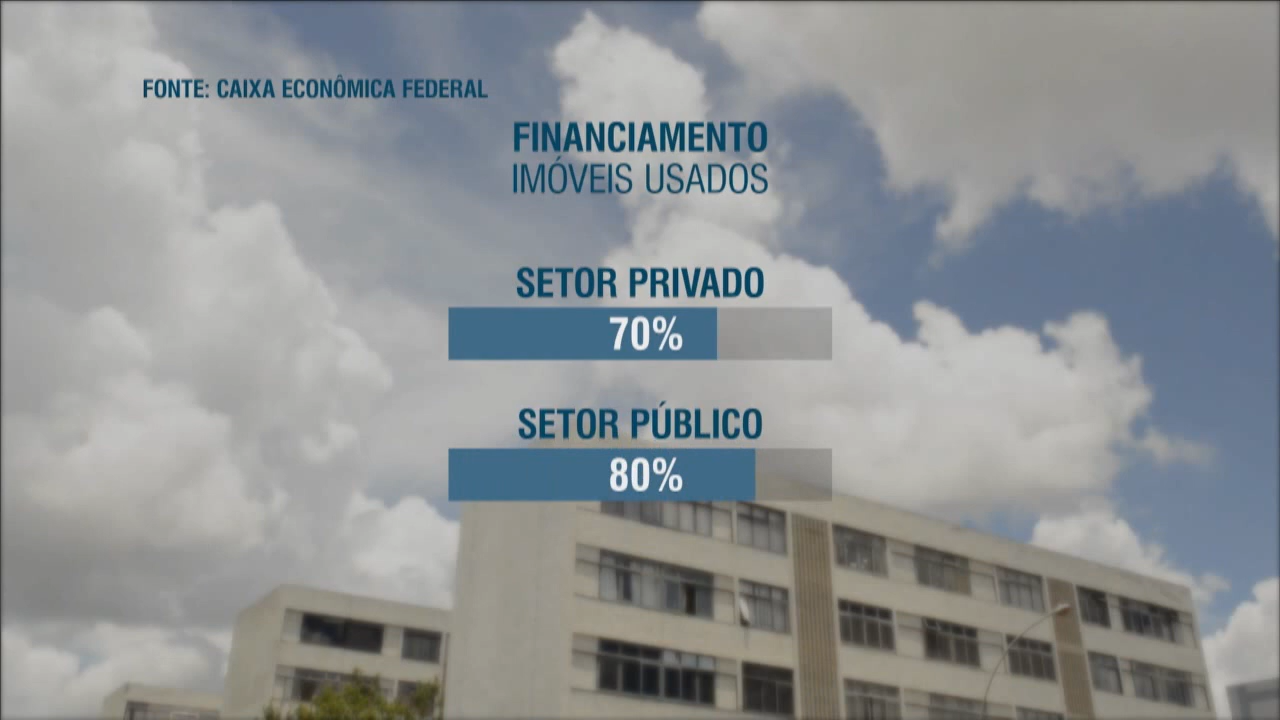 FONTE: CAIXA ECONÔMICA FEDERAL
FINANCIAMENTO
IMÓVEIS USADOS
SETOR PRIVADO
70%
SETOR PÚBLICO
80%